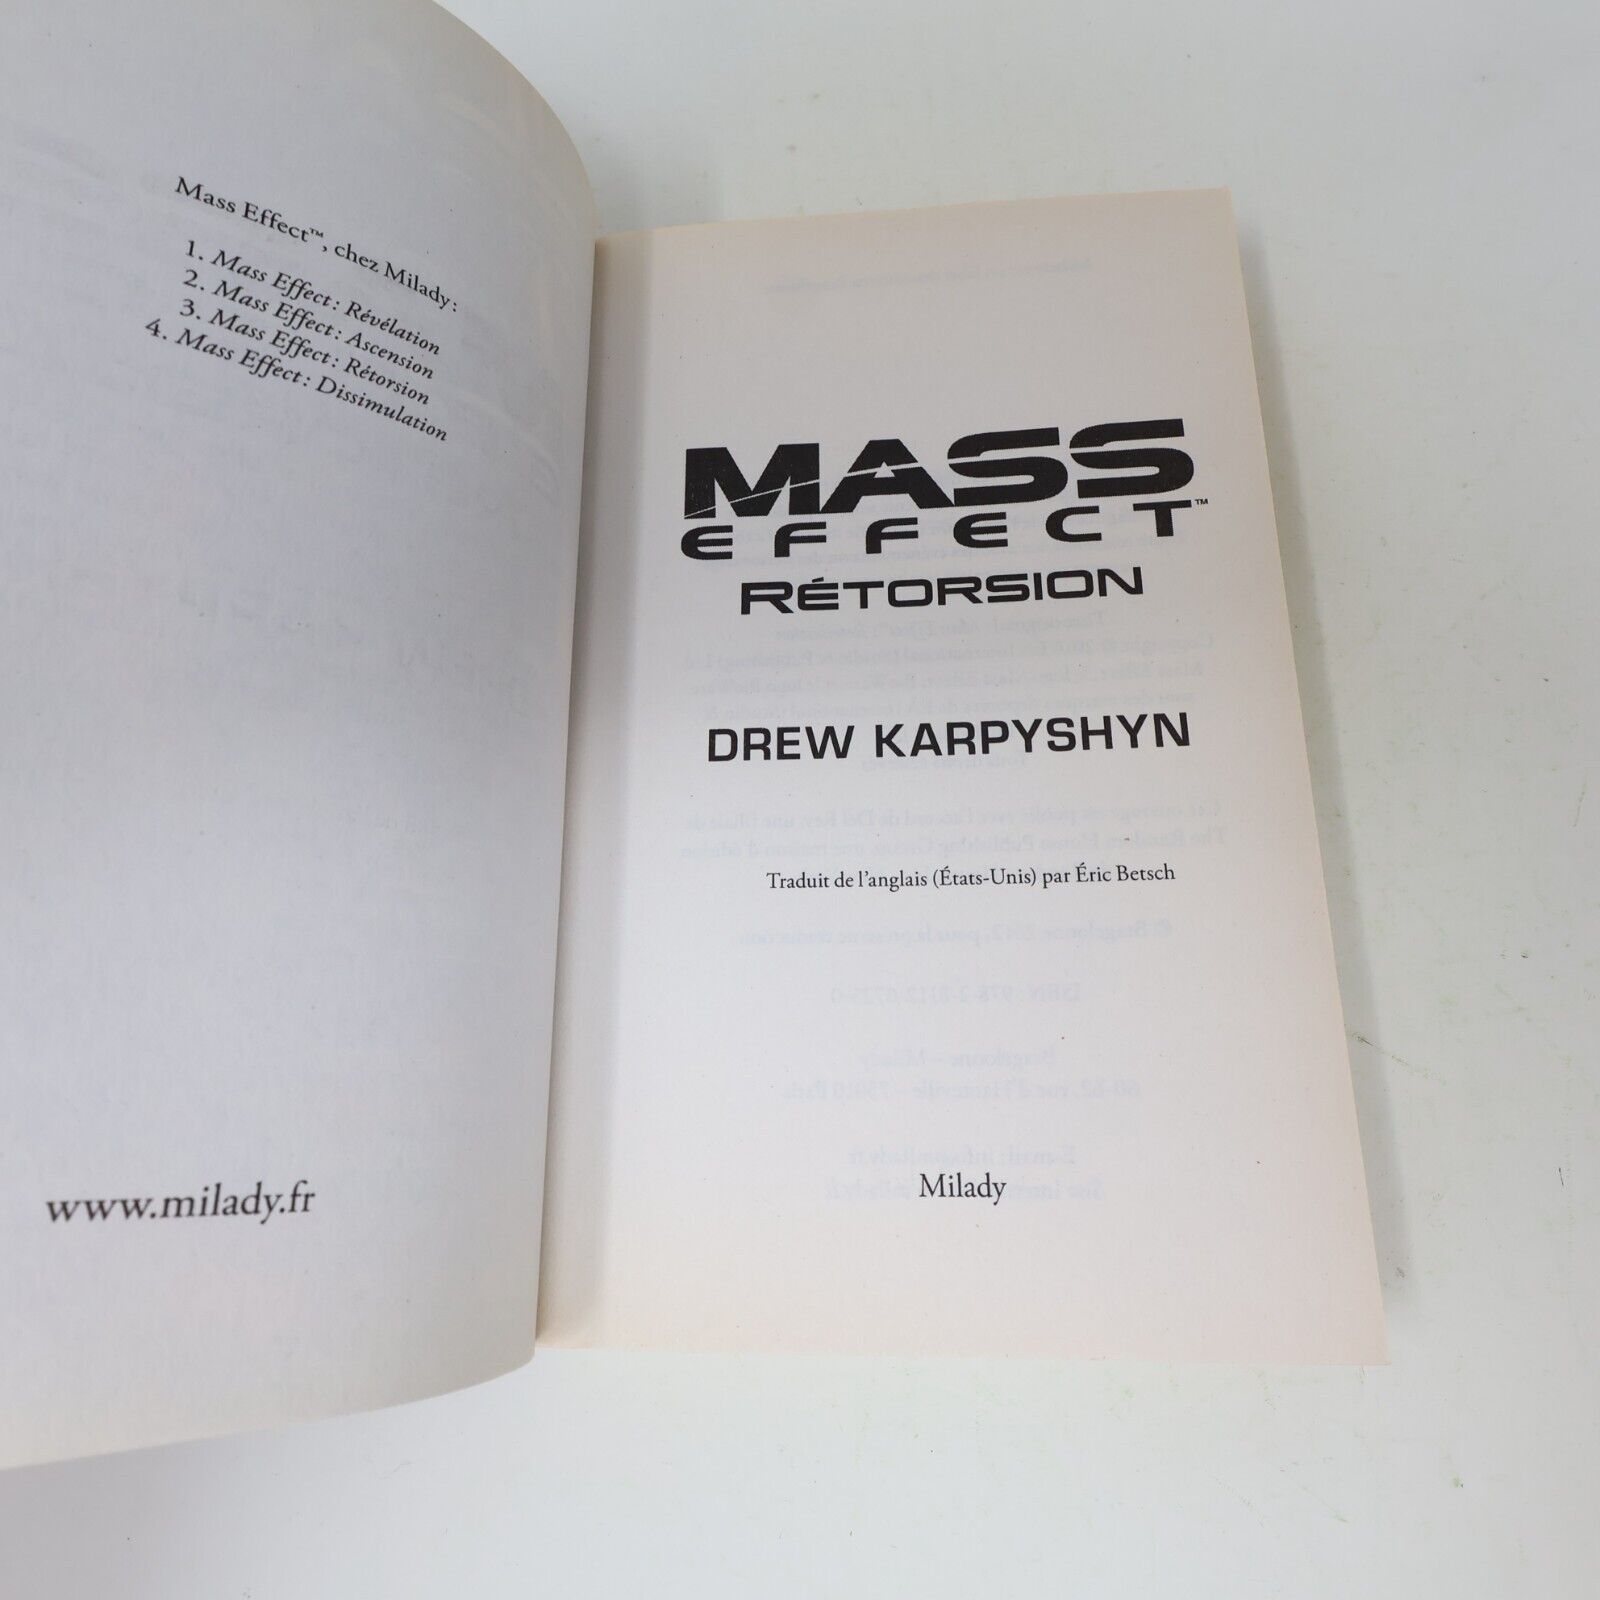 Mass Effect™, chez Milady :
1. Mass Effect : Révélation
2. Mass Effect : Ascension
3. Mass Effect : Rétorsion
4. Mass Effect : Dissimulation
www.milady.fr
MASS
EFFECT™
RÉTORSION
DREW KARPYSHYN
Traduit de l'anglais (États-Unis) par Éric Betsch
Milady